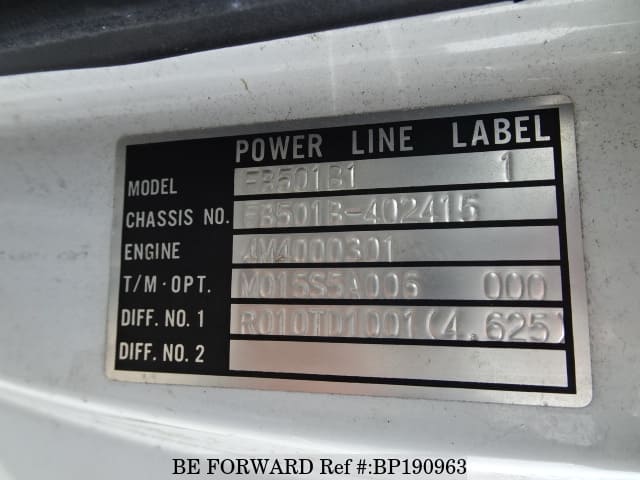 POWER LINE LABEL
MODEL FB501B1 1
CHASSIS NO. FB501B-402415
ENGINE 4M4000301
T/M·OPT. M015S5A006 000
DIFF. NO. 1 R010TD1001(4.625)
DIFF. NO. 2
BE FORWARD Ref #:BP190963